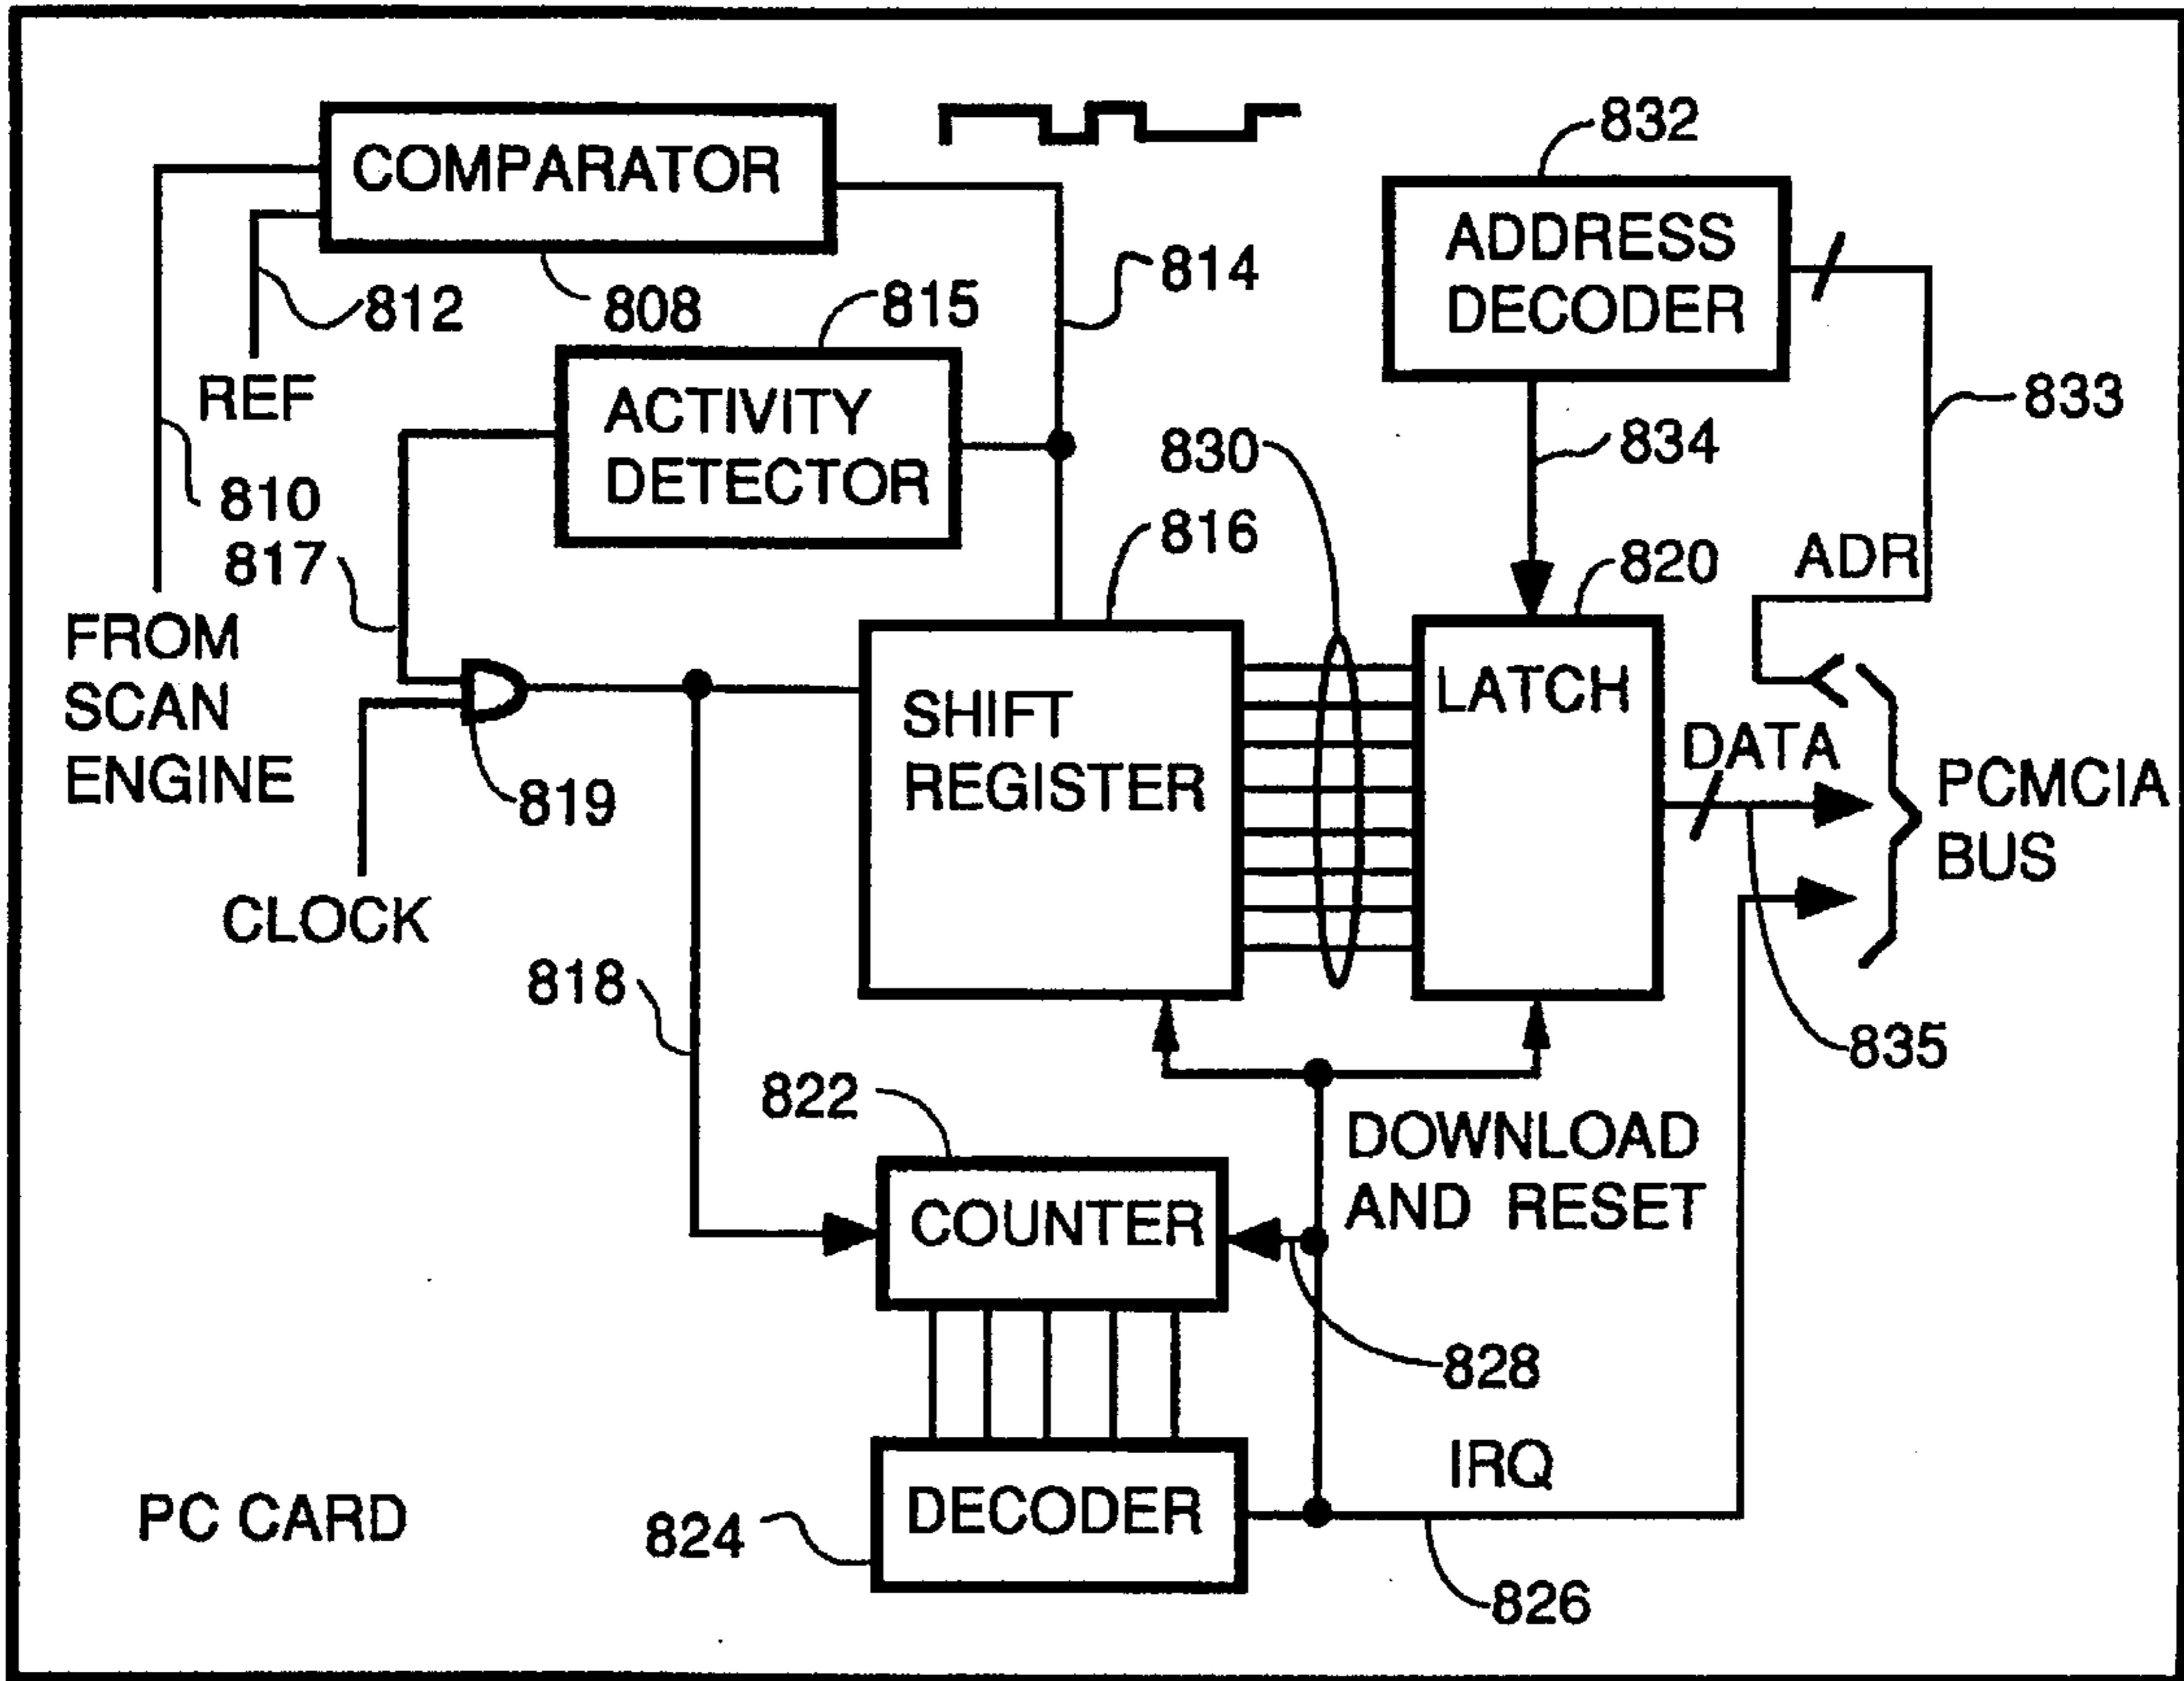 COMPARATOR
832
ADDRESS
DECODER
814
812
808
815
REF
ACTIVITY
DETECTOR
833
830
834
810
816
817
820
ADR
FROM
SCAN
ENGINE
SHIFT
REGISTER
LATCH
DATA
PCMCIA
BUS
819
CLOCK
818
835
822
DOWNLOAD
AND RESET
COUNTER
828
IRQ
DECODER
PC CARD
824
826